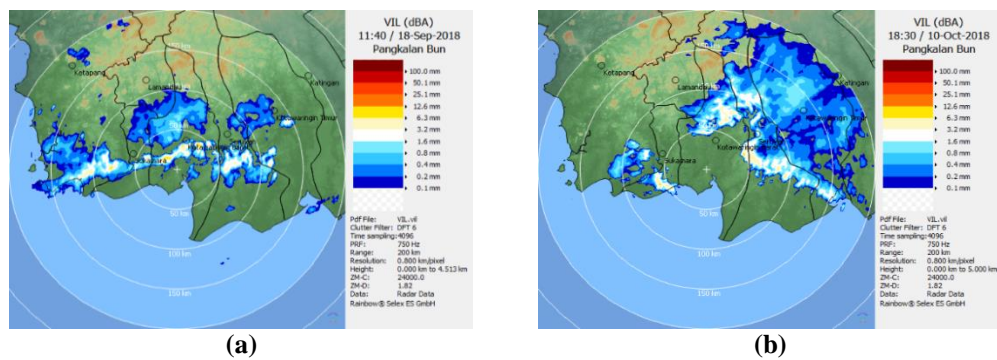 VIL (dBA)
11:40 / 18-Sep-2018
Pangkalan Bun
100.0 mm
50.1 mm
25.1 mm
12.6 mm
6.3 mm
3.2 mm
1.6 mm
0.8 mm
0.4 mm
0.2 mm
0.1 mm
Pdf File: VIL.vil
Clutter Filter: DFT 6
Time sampling:4096
PRF: 750 Hz
Range: 200 km
Resolution: 0.800 km/pixel
Height: 0.000 km to 4.513 km
ZM-C: 24000.0
ZM-D: 1.82
Data: Radar Data
Rainbow® Selex ES GmbH
Ketapang
Lamandau
Katingan
Kotawaringin Timur
Sukamara
50 km
100 km
150 km
(a)
VIL (dBA)
18:30 / 10-Oct-2018
Pangkalan Bun
100.0 mm
50.1 mm
25.1 mm
12.6 mm
6.3 mm
3.2 mm
1.6 mm
0.8 mm
0.4 mm
0.2 mm
0.1 mm
Pdf File: VIL.vil
Clutter Filter: DFT 6
Time sampling:4096
PRF: 750 Hz
Range: 200 km
Resolution: 0.800 km/pixel
Height: 0.000 km to 5.000 km
ZM-C: 24000.0
ZM-D: 1.82
Data: Radar Data
Rainbow® Selex ES GmbH
Ketapang
Lamandau
Katingan
Kotawaringin Timur
Sukamara
50 km
100 km
150 km
(b)